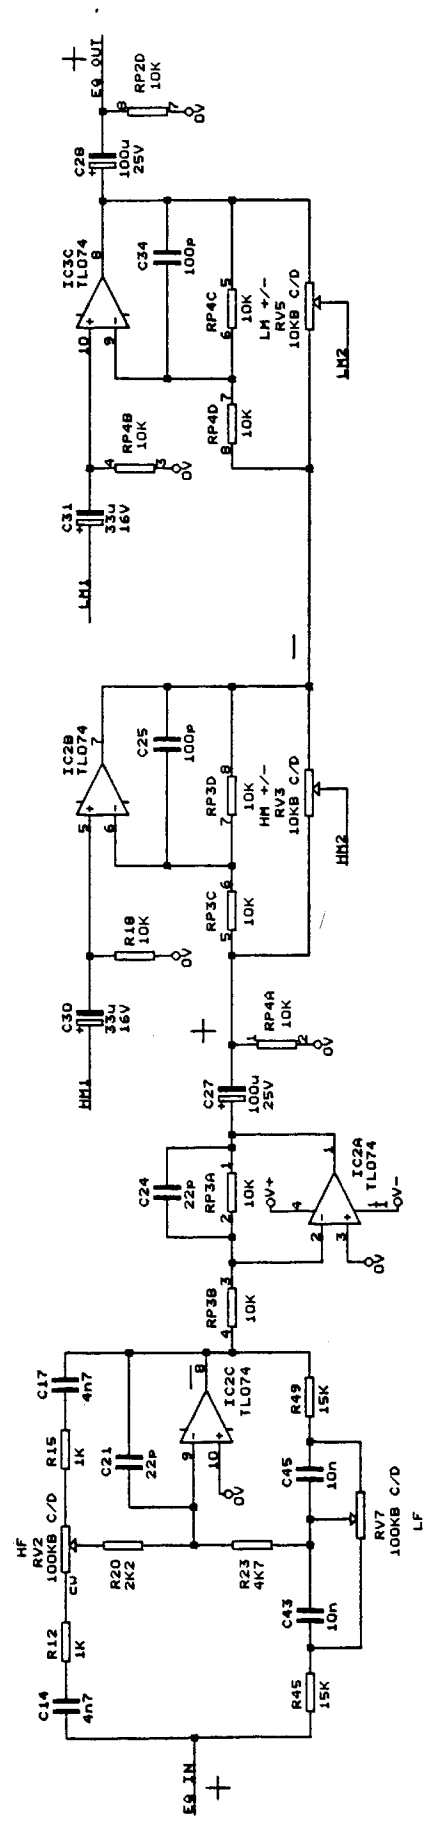 EQ IN
+
C14
4n7
R12
1K
HF
RV2
100KB C/D
CW
R15
1K
C17
4n7
R20
2K2
C21
22p
9
10
8
IC2C
TL074
0V
R23
4K7
R45
15K
C43
10n
C45
10n
R49
15K
RV7
100KB C/D
LF
4
RP3B
3
10K
C24
22p
2
RP3A
1
10K
V+
4
2
3
1
IC2A
TL074
11
V-
0V
C27
+
100u
25V
+
1
RP4A
10K
2
0V
HM1
C30
+
33u
16V
R18
10K
0V
5
6
7
IC2B
TL074
C25
100p
5
RP3C
6
10K
7
RP3D
8
10K
HM +/-
RV3
10KB C/D
HM2
-
LM1
C31
+
33u
16V
4
RP4B
10K
3
0V
10
9
8
IC3C
TL074
C34
100p
8
RP4D
7
10K
6
RP4C
5
10K
LM +/-
RV5
10KB C/D
LM2
C28
+
100u
25V
EQ OUT
+
8
RP2D
10K
7
0V